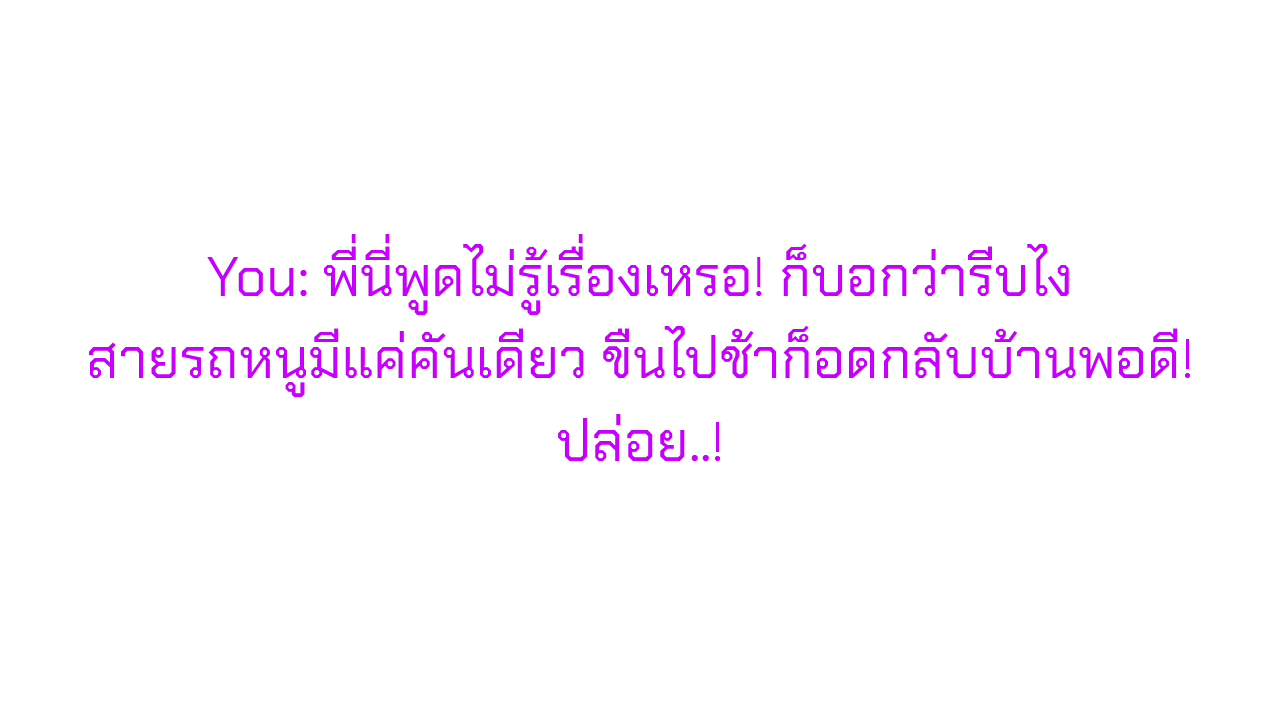 You: พี่นี่พูดไม่รู้เรื่องเหรอ! ก็บอกว่ารีบไง
สายรถหนูมีแค่คันเดียว ขืนไปช้าก็อดกลับบ้านพอดี!
ปล่อย..!